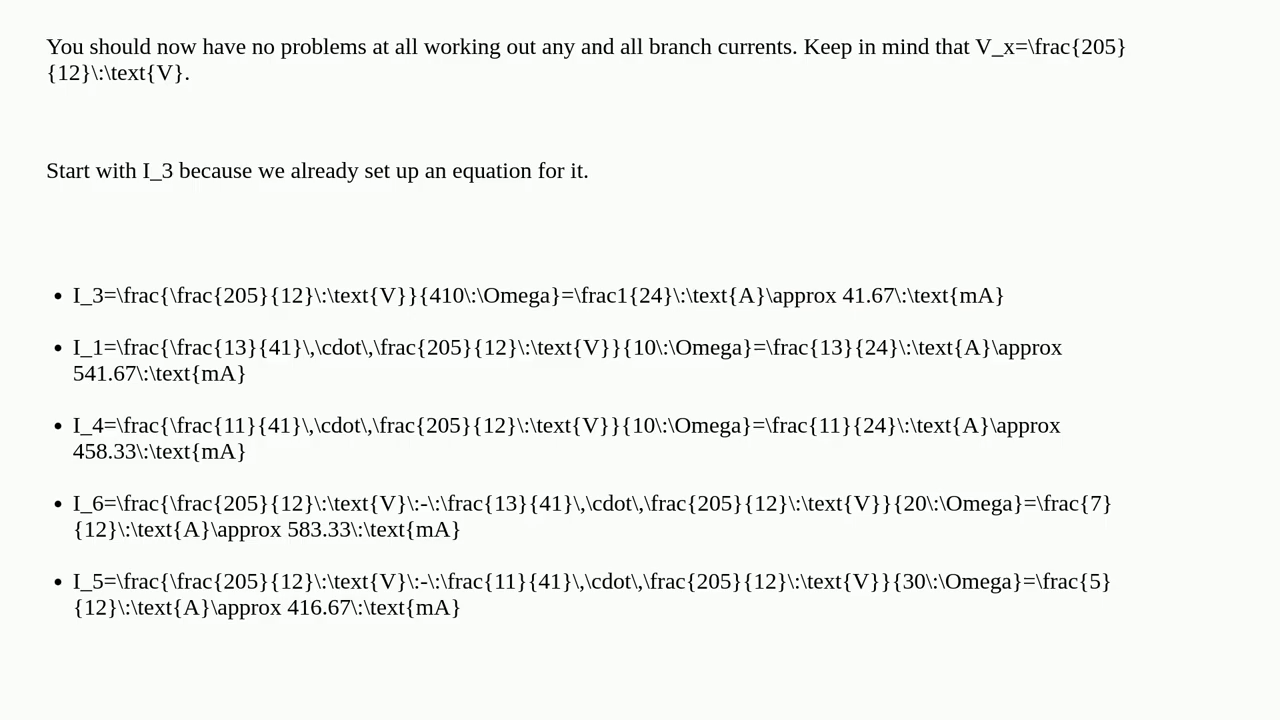 You should now have no problems at all working out any and all branch currents. Keep in mind that V_x=\frac{205}
{12}\:\text{V}.
Start with I_3 because we already set up an equation for it.
• I_3=\frac{\frac{205}{12}\:\text{V}}{410\:\Omega}=\frac1{24}\:\text{A}\approx 41.67\:\text{mA}
• I_1=\frac{\frac{13}{41}\,\cdot\,\frac{205}{12}\:\text{V}}{10\:\Omega}=\frac{13}{24}\:\text{A}\approx
541.67\:\text{mA}
• I_4=\frac{\frac{11}{41}\,\cdot\,\frac{205}{12}\:\text{V}}{10\:\Omega}=\frac{11}{24}\:\text{A}\approx
458.33\:\text{mA}
• I_6=\frac{\frac{205}{12}\:\text{V}\:-\:\frac{13}{41}\,\cdot\,\frac{205}{12}\:\text{V}}{20\:\Omega}=\frac{7}
{12}\:\text{A}\approx 583.33\:\text{mA}
• I_5=\frac{\frac{205}{12}\:\text{V}\:-\:\frac{11}{41}\,\cdot\,\frac{205}{12}\:\text{V}}{30\:\Omega}=\frac{5}
{12}\:\text{A}\approx 416.67\:\text{mA}